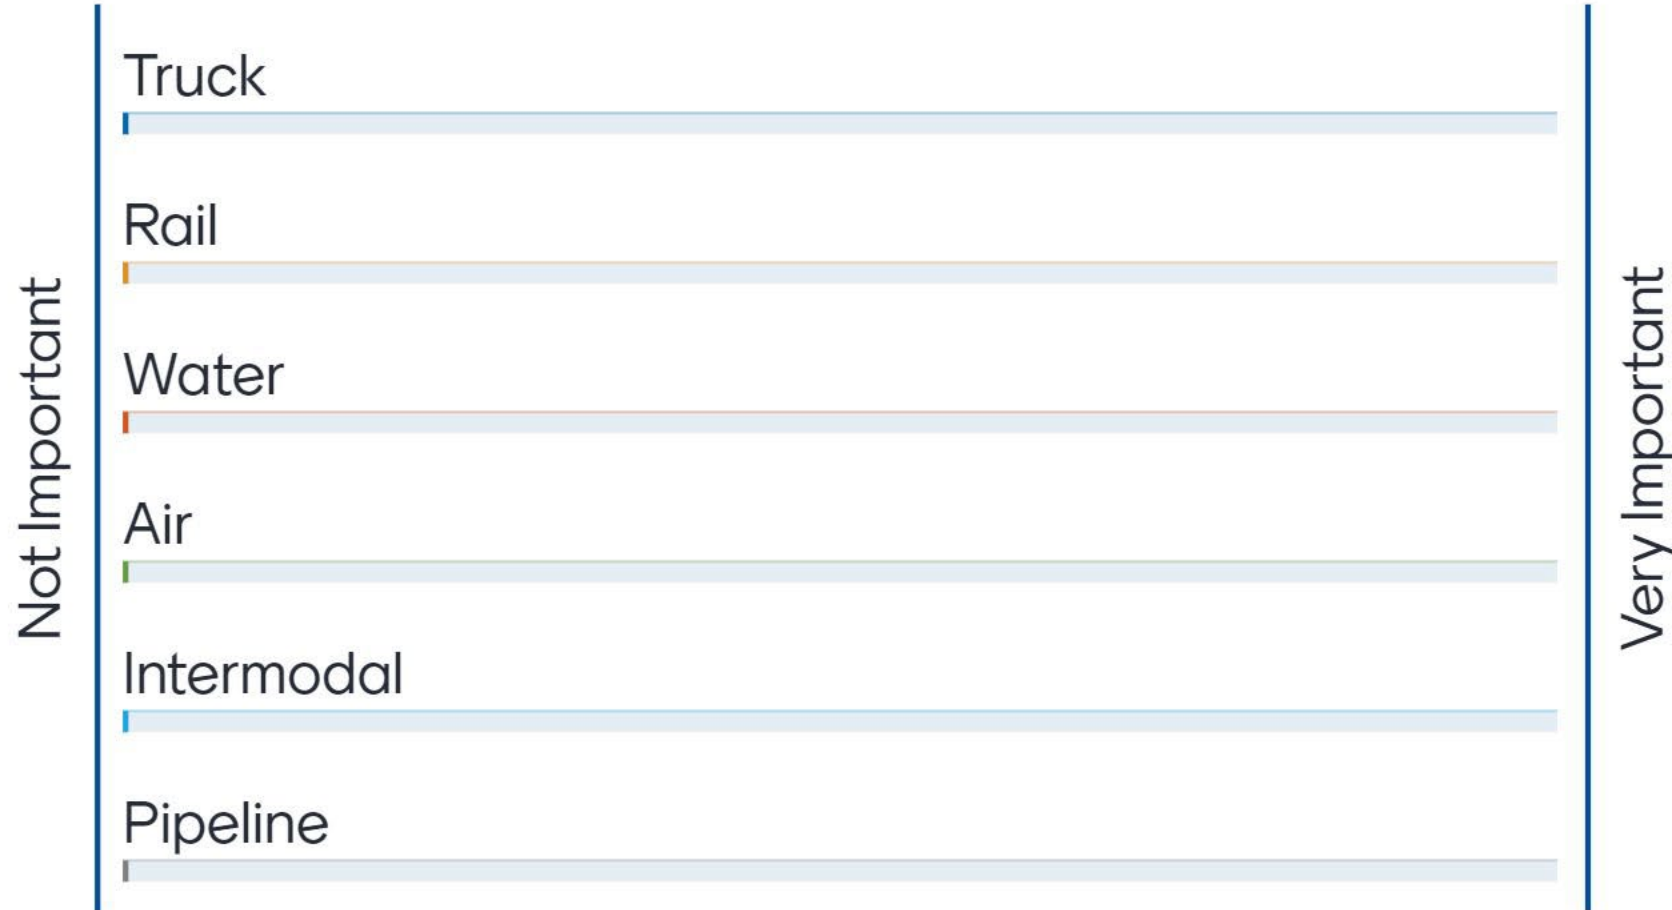 Not Important
Truck
Rail
Water
Air
Intermodal
Pipeline
Very Important